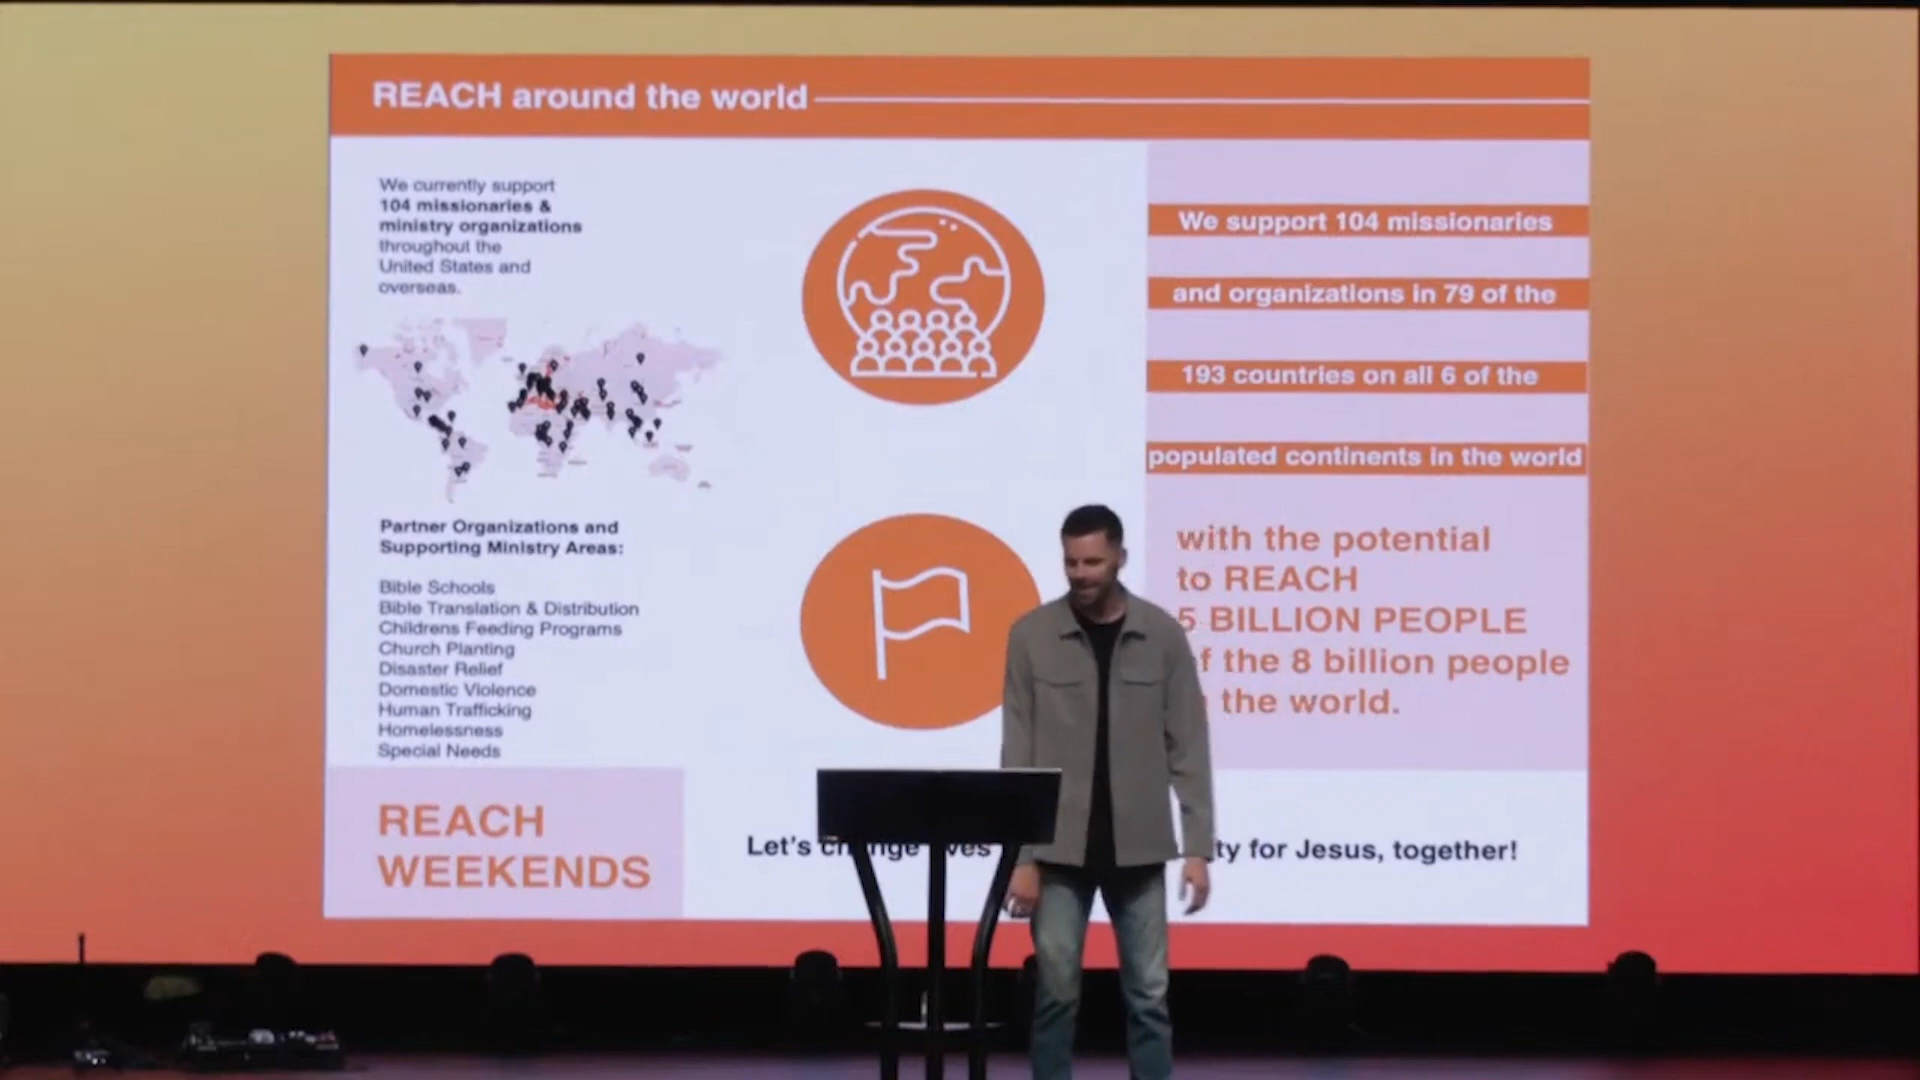 REACH around the world
We currently support
104 missionaries &
ministry organizations
throughout the
United States and
overseas.
Partner Organizations and
Supporting Ministry Areas:
Bible Schools
Bible Translation & Distribution
Childrens Feeding Programs
Church Planting
Disaster Relief
Domestic Violence
Human Trafficking
Homelessness
Special Needs
REACH
WEEKENDS
We support 104 missionaries
and organizations in 79 of the
193 countries on all 6 of the
populated continents in the world
with the potential
to REACH
5 BILLION PEOPLE
of the 8 billion people
the world.
Let's change for Jesus, together!